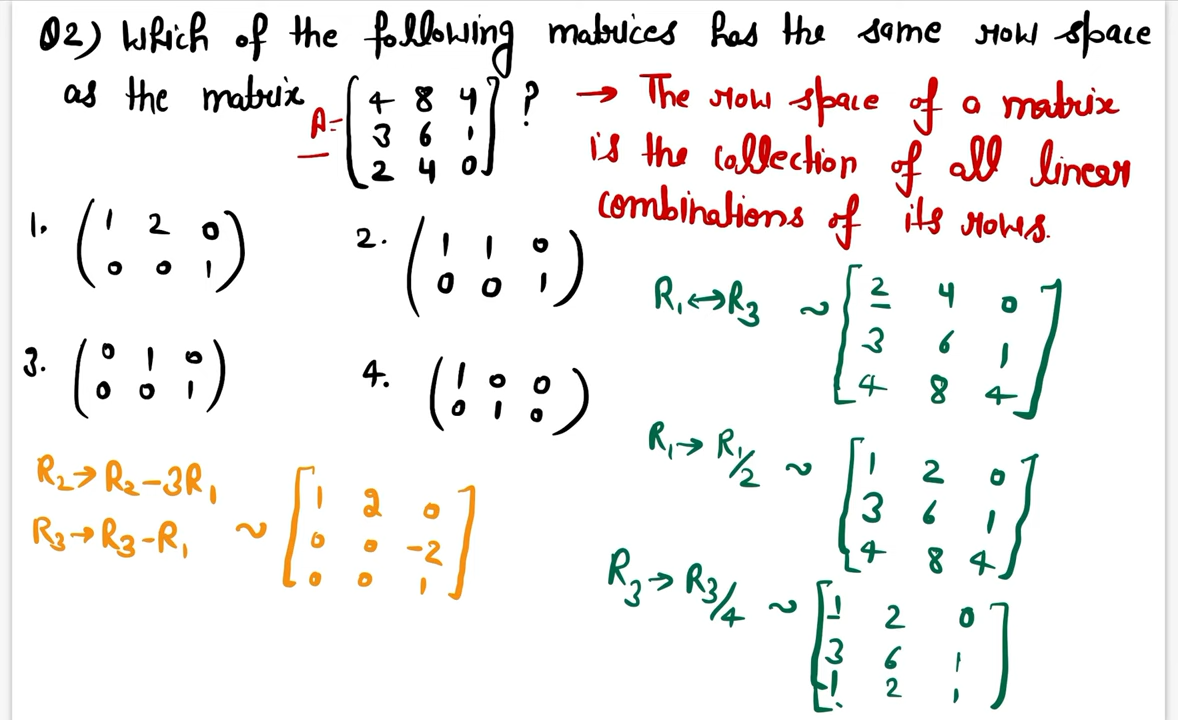 Q2) Which of the following matrices has the same row space
as the matrix A = [4 8 4 ; 3 6 1 ; 2 4 0] ?
→ The row space of a matrix
is the collection of all linear
combinations of its rows.
1. (1 2 0 ; 0 0 1)
2. (1 1 0 ; 0 0 1)
3. (0 1 0 ; 0 0 1)
4. (1 0 0 ; 0 1 0)
R₁↔R₃ ~ [2 4 0 ; 3 6 1 ; 4 8 4]
R₁→R₁/2 ~ [1 2 0 ; 3 6 1 ; 4 8 4]
R₃→R₃/4 ~ [1 2 0 ; 3 6 1 ; 1 2 1]
R₂→R₂-3R₁
R₃→R₃-R₁ ~ [1 2 0 ; 0 0 -2 ; 0 0 1]